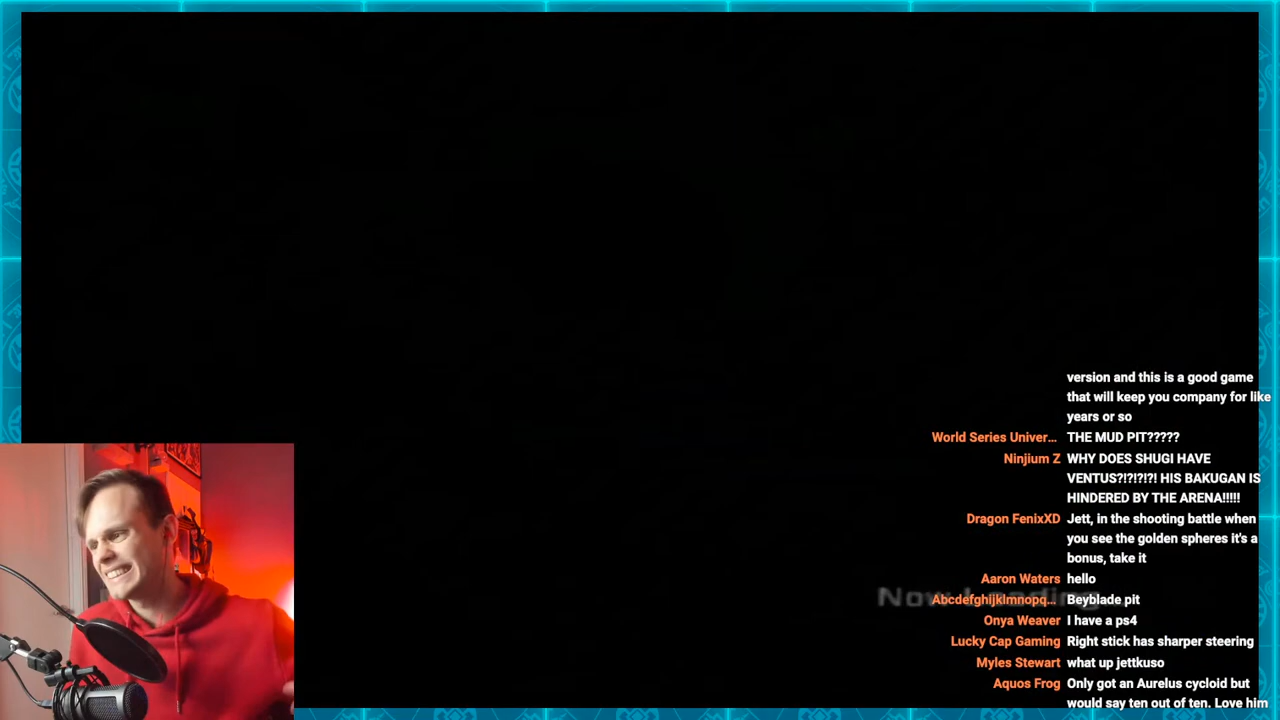 version and this is a good game
that will keep you company for like
years or so
World Series Univer... THE MUD PIT?????
Ninjium Z WHY DOES SHUGI HAVE
VENTUS?!?!?!?! HIS BAKUGAN IS
HINDERED BY THE ARENA!!!!!
Dragon FenixXD Jett, in the shooting battle when
you see the golden spheres it's a
bonus, take it
Aaron Waters hello
Now Loading...
Abcdefghijklmnopq... Beyblade pit
Onya Weaver I have a ps4
Lucky Cap Gaming Right stick has sharper steering
Myles Stewart what up jettkuso
Aquos Frog Only got an Aurelus cycloid but
would say ten out of ten. Love him